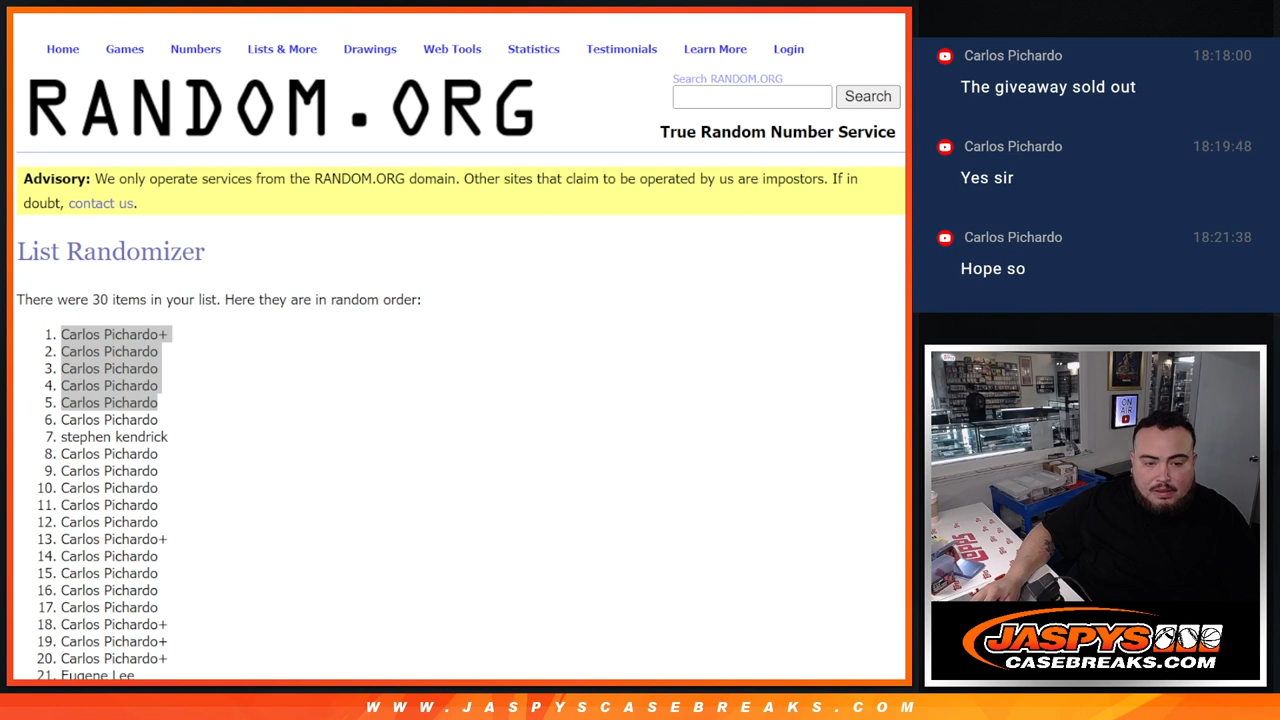 Home Games Numbers Lists & More Drawings Web Tools Statistics Testimonials Learn More Login
RANDOM.ORG
Search RANDOM.ORG
Search
True Random Number Service
Advisory: We only operate services from the RANDOM.ORG domain. Other sites that claim to be operated by us are impostors. If in
doubt, contact us.
List Randomizer
There were 30 items in your list. Here they are in random order:
1. Carlos Pichardo+
2. Carlos Pichardo
3. Carlos Pichardo
4. Carlos Pichardo
5. Carlos Pichardo
6. Carlos Pichardo
7. stephen kendrick
8. Carlos Pichardo
9. Carlos Pichardo
10. Carlos Pichardo
11. Carlos Pichardo
12. Carlos Pichardo
13. Carlos Pichardo+
14. Carlos Pichardo
15. Carlos Pichardo
16. Carlos Pichardo
17. Carlos Pichardo
18. Carlos Pichardo+
19. Carlos Pichardo+
20. Carlos Pichardo+
21. Eugene Lee
Carlos Pichardo 18:18:00
The giveaway sold out
Carlos Pichardo 18:19:48
Yes sir
Carlos Pichardo 18:21:38
Hope so
ON
AIR
JASPYS
CASEBREAKS.COM
WWW.JASPYSCASEBREAKS.COM